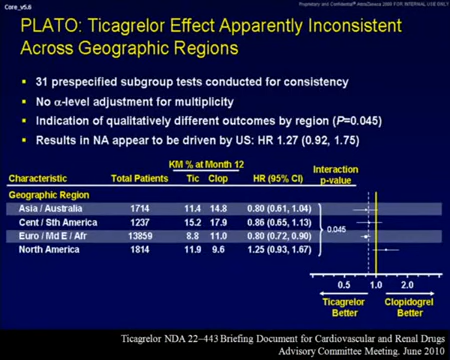 Core_v5.6
Proprietary and Confidential AstraZeneca 2009 FOR INTERNAL USE ONLY
PLATO: Ticagrelor Effect Apparently Inconsistent
Across Geographic Regions
• 31 prespecified subgroup tests conducted for consistency
• No α-level adjustment for multiplicity
• Indication of qualitatively different outcomes by region (P=0.045)
• Results in NA appear to be driven by US: HR 1.27 (0.92, 1.75)
KM % at Month 12 Interaction
Characteristic Total Patients Tic Clop HR (95% CI) p-value
Geographic Region
Asia / Australia 1714 11.4 14.8 0.80 (0.61, 1.04)
Cent / Sth America 1237 15.2 17.9 0.86 (0.65, 1.13)
0.045
Euro / Md E / Afr 13859 8.8 11.0 0.80 (0.72, 0.90)
North America 1814 11.9 9.6 1.25 (0.93, 1.67)
0.5 1.0 2.0
Ticagrelor Clopidogrel
Better Better
Ticagrelor NDA 22–443 Briefing Document for Cardiovascular and Renal Drugs
Advisory Committee Meeting. June 2010